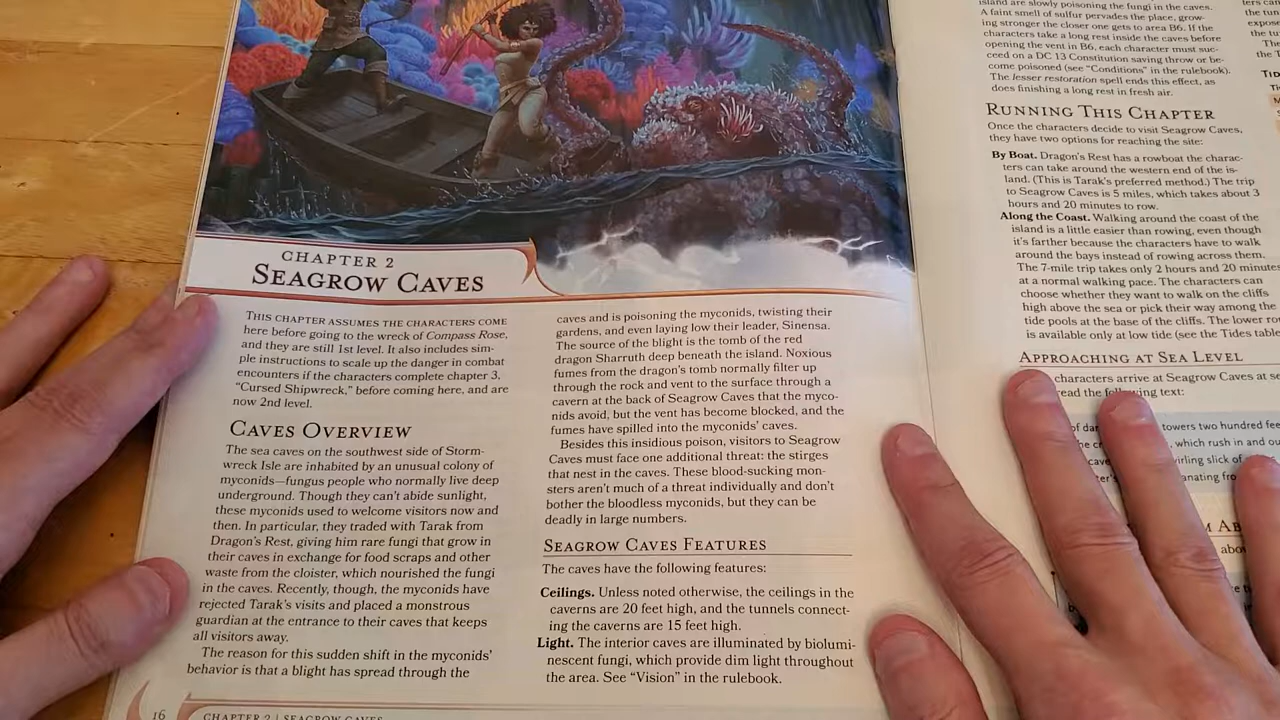 CHAPTER 2
SEAGROW CAVES
THIS CHAPTER ASSUMES THE CHARACTERS COME
here before going to the wreck of Compass Rose,
and they are still 1st level. It also includes sim-
ple instructions to scale up the danger in combat
encounters if the characters complete chapter 3,
"Cursed Shipwreck," before coming here, and are
now 2nd level.
CAVES OVERVIEW
The sea caves on the southwest side of Storm-
wreck Isle are inhabited by an unusual colony of
myconids—fungus people who normally live deep
underground. Though they can't abide sunlight,
these myconids used to welcome visitors now and
then. In particular, they traded with Tarak from
Dragon's Rest, giving him rare fungi that grow in
their caves in exchange for food scraps and other
waste from the cloister, which nourished the fungi
in the caves. Recently, though, the myconids have
rejected Tarak's visits and placed a monstrous
guardian at the entrance to their caves that keeps
all visitors away.
The reason for this sudden shift in the myconids'
behavior is that a blight has spread through the
caves and is poisoning the myconids, twisting their
gardens, and even laying low their leader, Sinensa.
The source of the blight is the tomb of the red
dragon Sharruth deep beneath the island. Noxious
fumes from the dragon's tomb normally filter up
through the rock and vent to the surface through a
cavern at the back of Seagrow Caves that the myco-
nids avoid, but the vent has become blocked, and the
fumes have spilled into the myconids' caves.
Besides this insidious poison, visitors to Seagrow
Caves must face one additional threat: the stirges
that nest in the caves. These blood-sucking mon-
sters aren't much of a threat individually and don't
bother the bloodless myconids, but they can be
deadly in large numbers.
SEAGROW CAVES FEATURES
The caves have the following features:
Ceilings. Unless noted otherwise, the ceilings in the
caverns are 20 feet high, and the tunnels connect-
ing the caverns are 15 feet high.
Light. The interior caves are illuminated by biolumi-
nescent fungi, which provide dim light throughout
the area. See "Vision" in the rulebook.
16
CHAPTER 2 | SEAGROW CAVES
island are slowly poisoning the fungi in the caves.
A faint smell of sulfur pervades the place, grow-
ing stronger the closer one gets to area B6. If the
characters take a long rest inside the caves before
opening the vent in B6, each character must suc-
ceed on a DC 13 Constitution saving throw or be-
come poisoned (see "Conditions" in the rulebook).
The lesser restoration spell ends this effect, as
does finishing a long rest in fresh air.
RUNNING THIS CHAPTER
Once the characters decide to visit Seagrow Caves,
they have two options for reaching the site:
By Boat. Dragon's Rest has a rowboat the charac-
ters can take around the western end of the is-
land. (This is Tarak's preferred method.) The trip
to Seagrow Caves is 5 miles, which takes about 3
hours and 20 minutes to row.
Along the Coast. Walking around the coast of the
island is a little easier than rowing, even though
it's farther because the characters have to walk
around the bays instead of rowing across them.
The 7-mile trip takes only 2 hours and 20 minutes
at a normal walking pace. The characters can
choose whether they want to walk on the cliffs
high above the sea or pick their way among the
tide pools at the base of the cliffs. The lower
is available only at low tide (see the Tides table
APPROACHING AT SEA LEVEL
characters arrive at Seagrow Caves at
read the following text:
towers two hundred
which rush in and